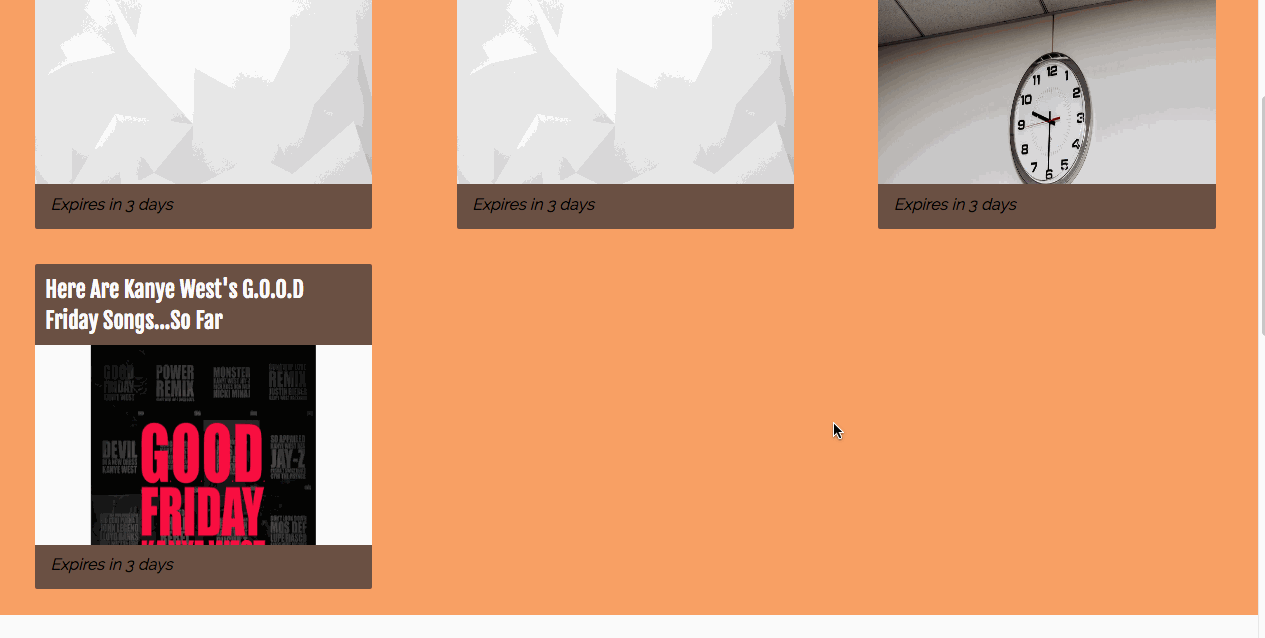 11 12 1
10 2
9 3
8 4
7 6 5
Expires in 3 days
Expires in 3 days
Expires in 3 days
Here Are Kanye West's G.O.O.D
Friday Songs...So Far
GOOD
FRIDAY
POWER
REMIX
MONSTER
NICKI MINAJ
REMIX
DEVIL
KANYE WEST
JAY-Z
MOS DEF
GOOD
FRIDAY
KANYE WEST
Expires in 3 days